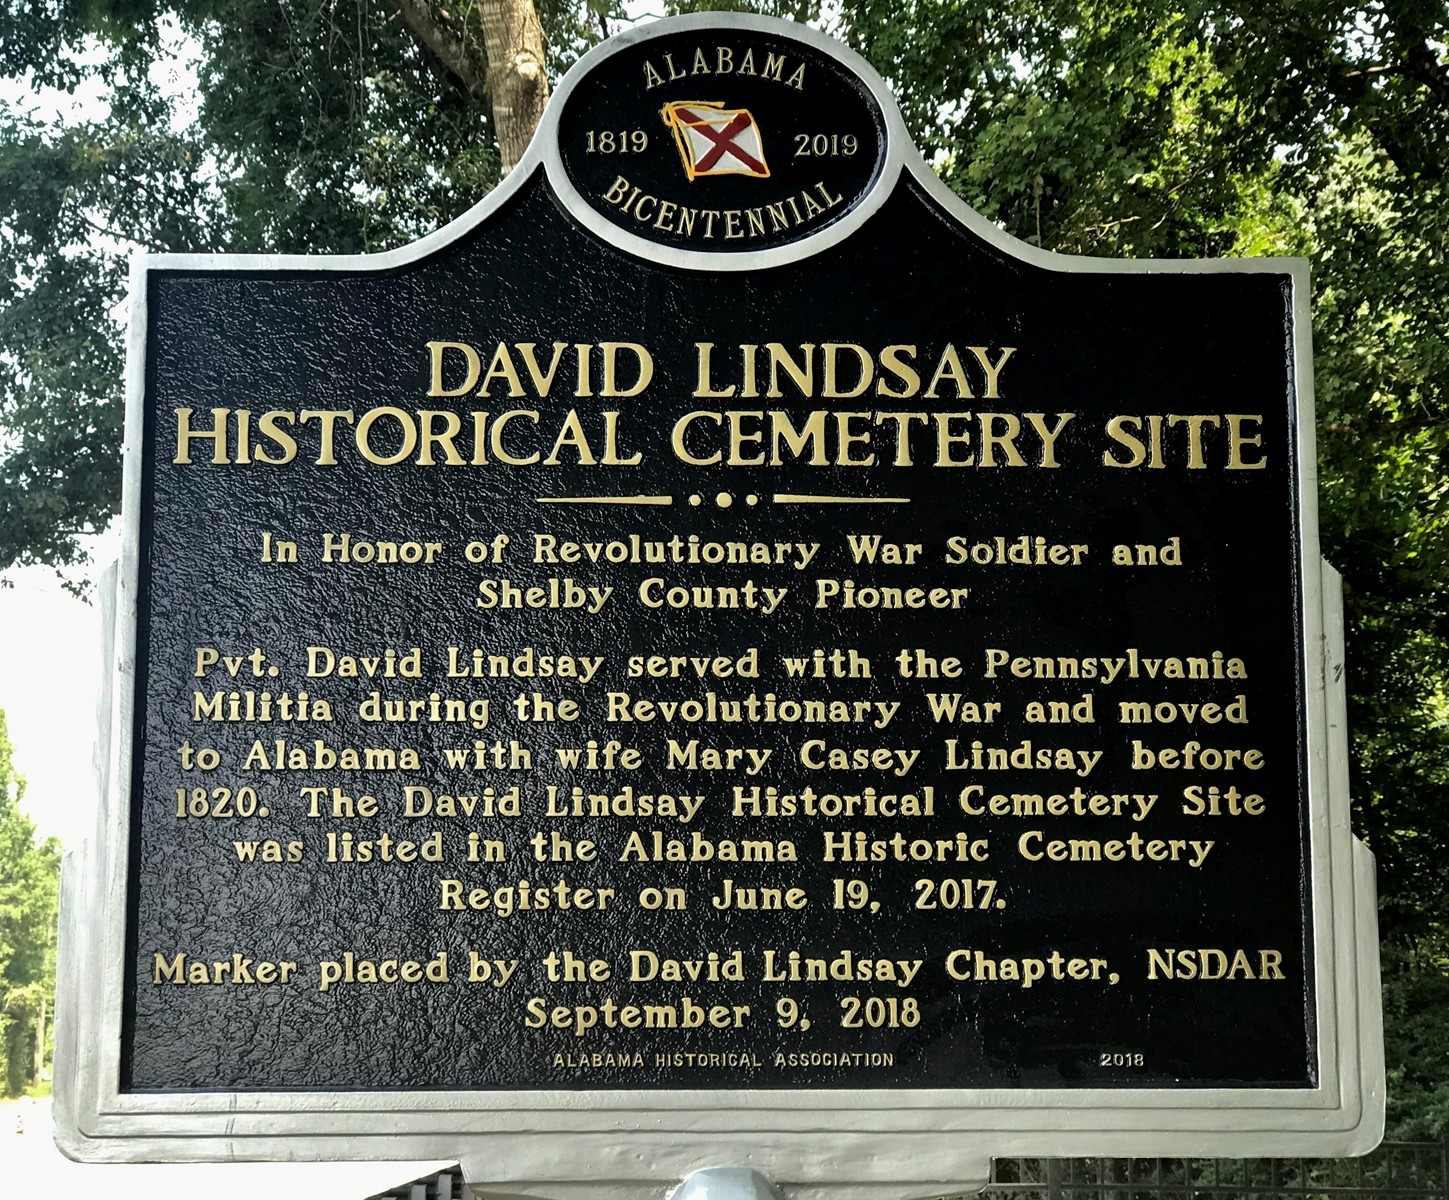 ALABAMA
1819 2019
BICENTENNIAL
DAVID LINDSAY
HISTORICAL CEMETERY SITE
In Honor of Revolutionary War Soldier and
Shelby County Pioneer
Pvt. David Lindsay served with the Pennsylvania
Militia during the Revolutionary War and moved
to Alabama with wife Mary Casey Lindsay before
1820. The David Lindsay Historical Cemetery Site
was listed in the Alabama Historic Cemetery
Register on June 19, 2017.
Marker placed by the David Lindsay Chapter, NSDAR
September 9, 2018
ALABAMA HISTORICAL ASSOCIATION 2018